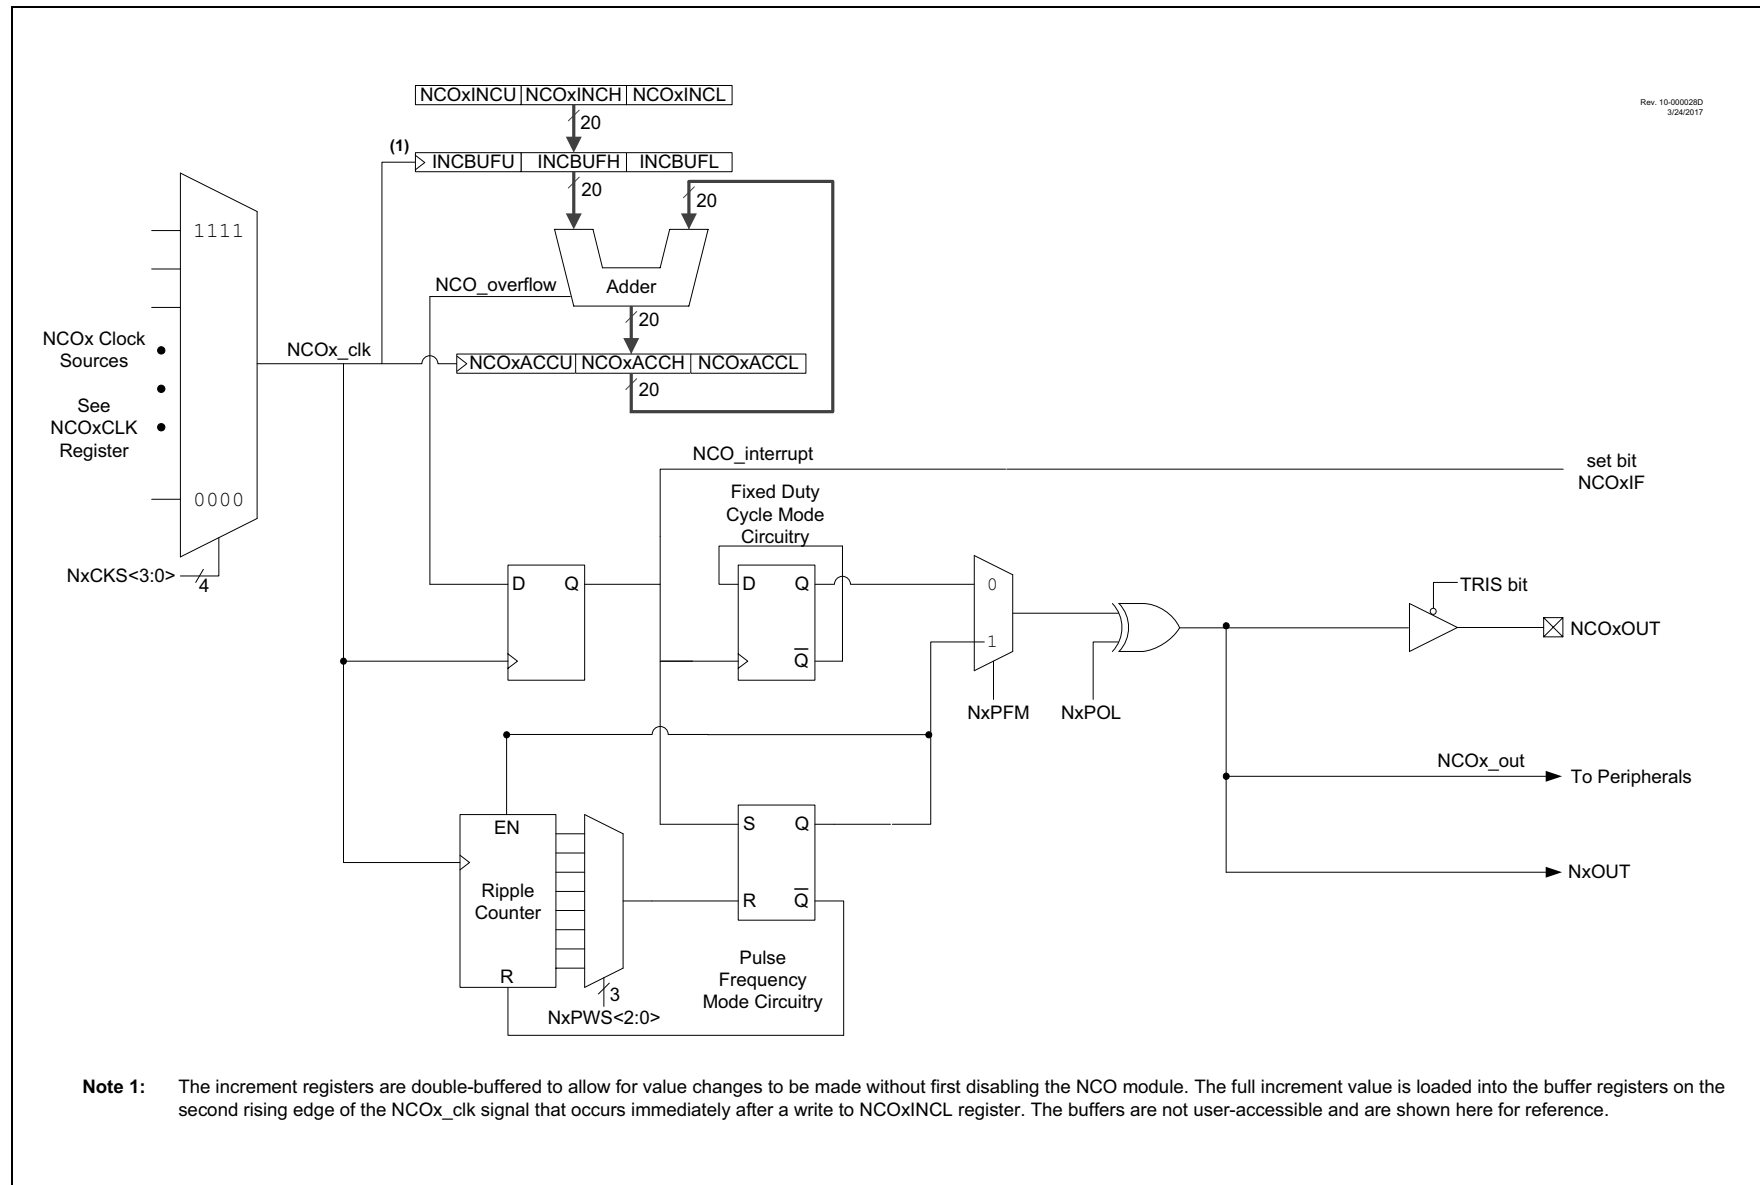 Rev. 10-000028D
3/24/2017
NCOxINCU NCOxINCH NCOxINCL
20
(1)
INCBUFU INCBUFH INCBUFL
20
20
1111
NCO_overflow
Adder
20
NCOx Clock
Sources
See
NCOxCLK
Register
NCOx_clk
NCOxACCU NCOxACCH NCOxACCL
20
NCO_interrupt
set bit
NCOxIF
0000
Fixed Duty
Cycle Mode
Circuitry
NxCKS<3:0>
4
D Q
D Q
Q
0
1
TRIS bit
NCOxOUT
NxPFM
NxPOL
NCOx_out
To Peripherals
EN
Ripple
Counter
R
S Q
R Q
NxOUT
3
NxPWS<2:0>
Pulse
Frequency
Mode Circuitry
Note 1: The increment registers are double-buffered to allow for value changes to be made without first disabling the NCO module. The full increment value is loaded into the buffer registers on the
second rising edge of the NCOx_clk signal that occurs immediately after a write to NCOxINCL register. The buffers are not user-accessible and are shown here for reference.